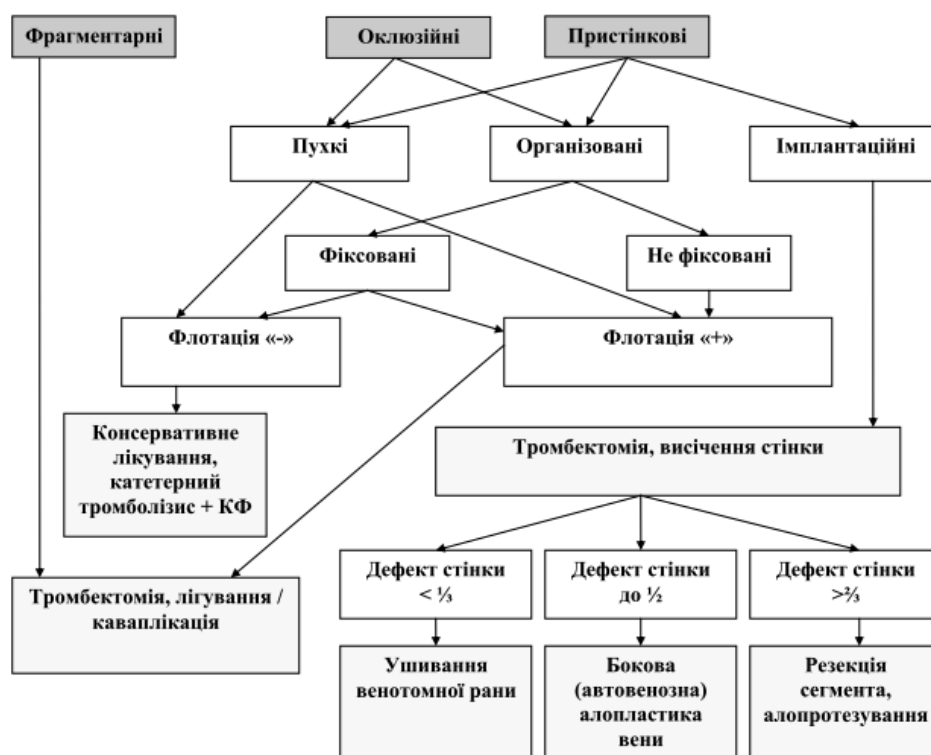 Фрагментарні
Оклюзійні
Пристінкові
Пухкі
Організовані
Імплантаційні
Фіксовані
Не фіксовані
Флотація «-»
Флотація «+»
Консервативне
лікування,
катетерний
тромболізис + КФ
Тромбектомія, висічення стінки
Тромбектомія, лігування /
каваплікація
Дефект стінки
< ⅓
Дефект стінки
до ½
Дефект стінки
>⅔
Ушивання
венотомної рани
Бокова
(автовенозна)
алопластика
вени
Резекція
сегмента,
алопротезування